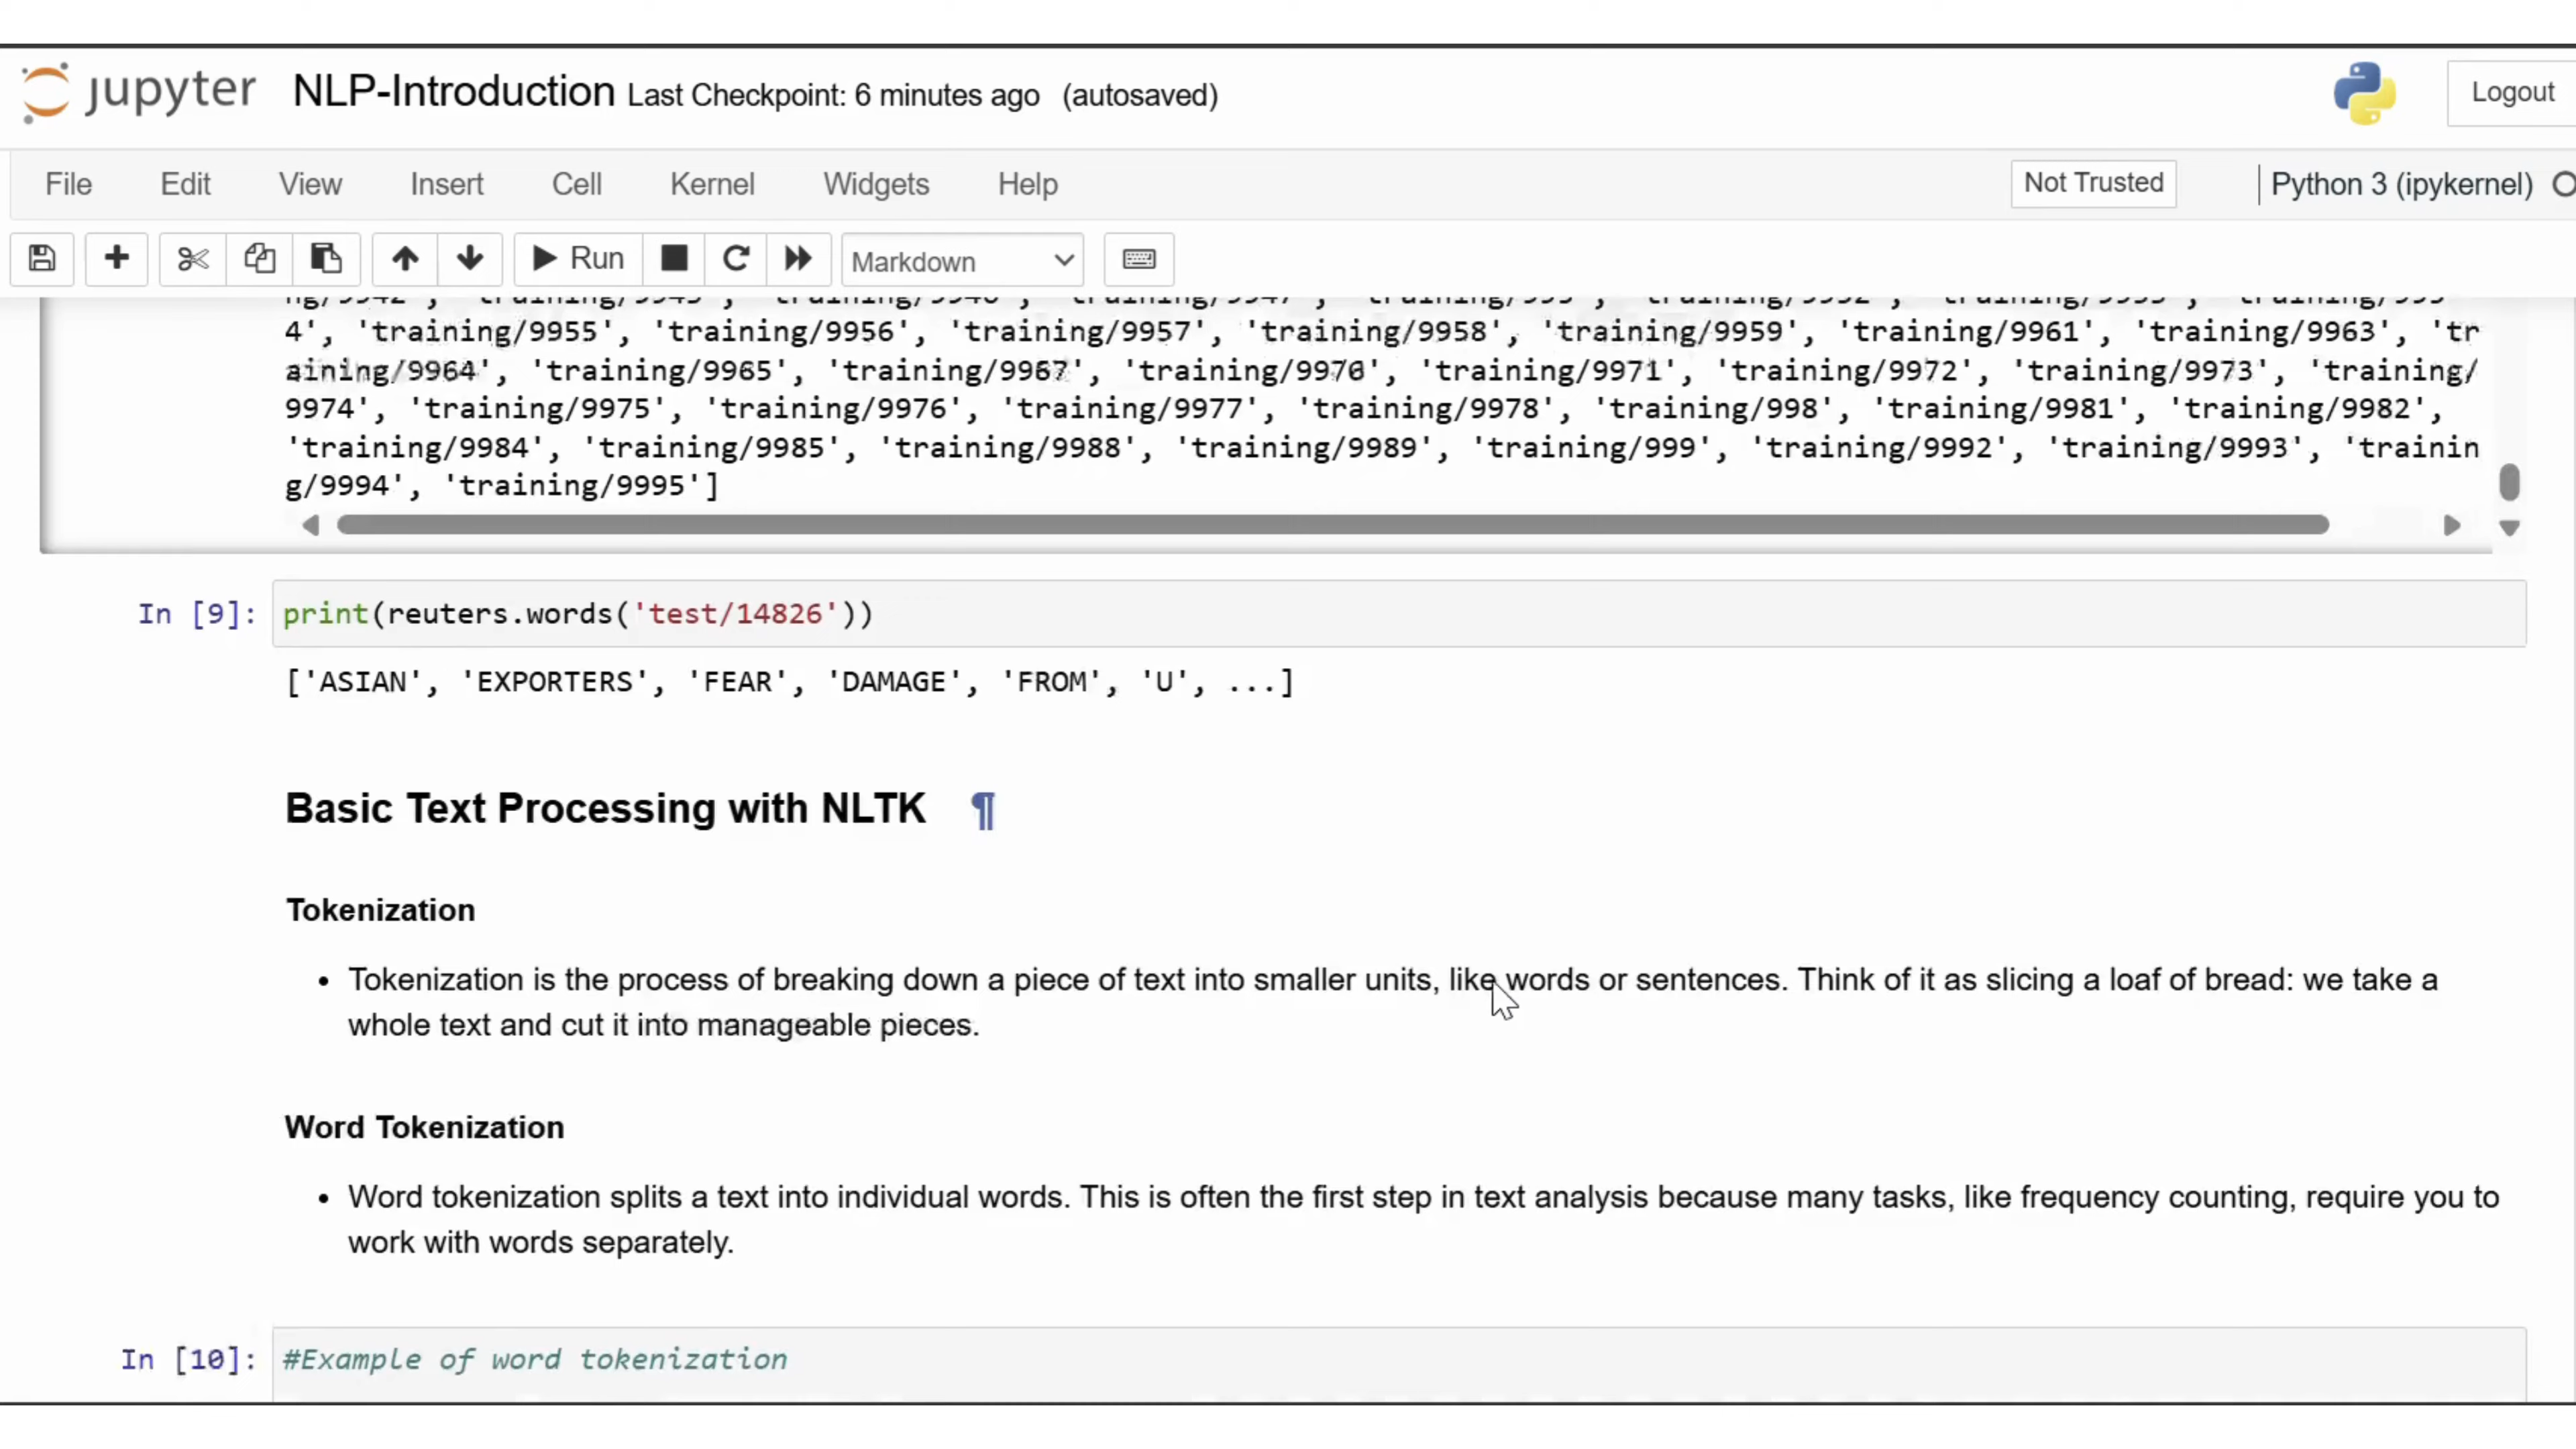 jupyter NLP-Introduction Last Checkpoint: 6 minutes ago (autosaved) Logout
File Edit View Insert Cell Kernel Widgets Help Not Trusted Python 3 (ipykernel)
Run Markdown
4', 'training/9955', 'training/9956', 'training/9957', 'training/9958', 'training/9959', 'training/9961', 'training/9963', 'tr
aining/9964', 'training/9965', 'training/9967', 'training/9970', 'training/9971', 'training/9972', 'training/9973', 'training/
9974', 'training/9975', 'training/9976', 'training/9977', 'training/9978', 'training/998', 'training/9981', 'training/9982',
'training/9984', 'training/9985', 'training/9988', 'training/9989', 'training/999', 'training/9992', 'training/9993', 'trainin
g/9994', 'training/9995']
In [9]: print(reuters.words('test/14826'))
['ASIAN', 'EXPORTERS', 'FEAR', 'DAMAGE', 'FROM', 'U', ...]
Basic Text Processing with NLTK ¶
Tokenization
• Tokenization is the process of breaking down a piece of text into smaller units, like words or sentences. Think of it as slicing a loaf of bread: we take a
whole text and cut it into manageable pieces.
Word Tokenization
• Word tokenization splits a text into individual words. This is often the first step in text analysis because many tasks, like frequency counting, require you to
work with words separately.
In [10]: #Example of word tokenization